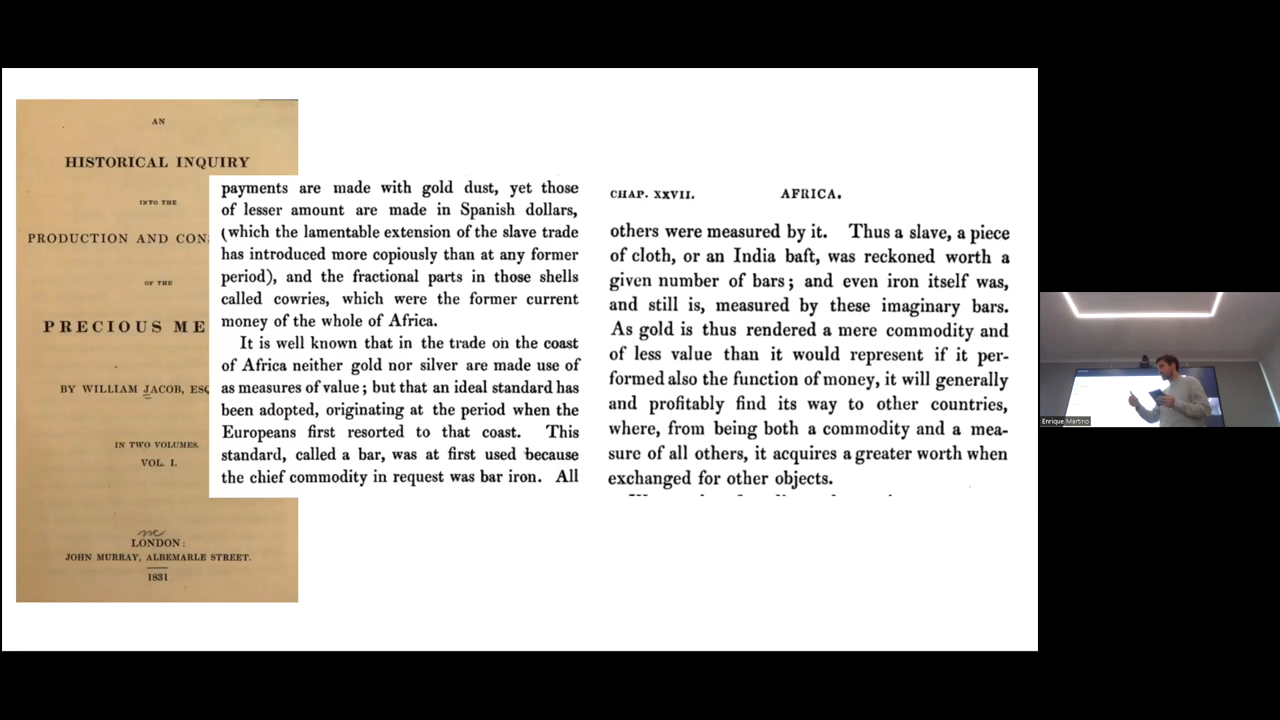 AN
HISTORICAL INQUIRY
INTO THE
PRODUCTION AND CON
OF THE
PRECIOUS ME
BY WILLIAM JACOB, ESQ
IN TWO VOLUMES.
VOL. I.
LONDON:
JOHN MURRAY, ALBEMARLE STREET.
1831
payments are made with gold dust, yet those
of lesser amount are made in Spanish dollars,
(which the lamentable extension of the slave trade
has introduced more copiously than at any former
period), and the fractional parts in those shells
called cowries, which were the former current
money of the whole of Africa.
It is well known that in the trade on the coast
of Africa neither gold nor silver are made use of
as measures of value; but that an ideal standard has
been adopted, originating at the period when the
Europeans first resorted to that coast. This
standard, called a bar, was at first used because
the chief commodity in request was bar iron. All
CHAP. XXVII. AFRICA.
others were measured by it. Thus a slave, a piece
of cloth, or an India baft, was reckoned worth a
given number of bars; and even iron itself was,
and still is, measured by these imaginary bars.
As gold is thus rendered a mere commodity and
of less value than it would represent if it per-
formed also the function of money, it will generally
and profitably find its way to other countries,
where, from being both a commodity and a mea-
sure of all others, it acquires a greater worth when
exchanged for other objects.
Enrique Martino